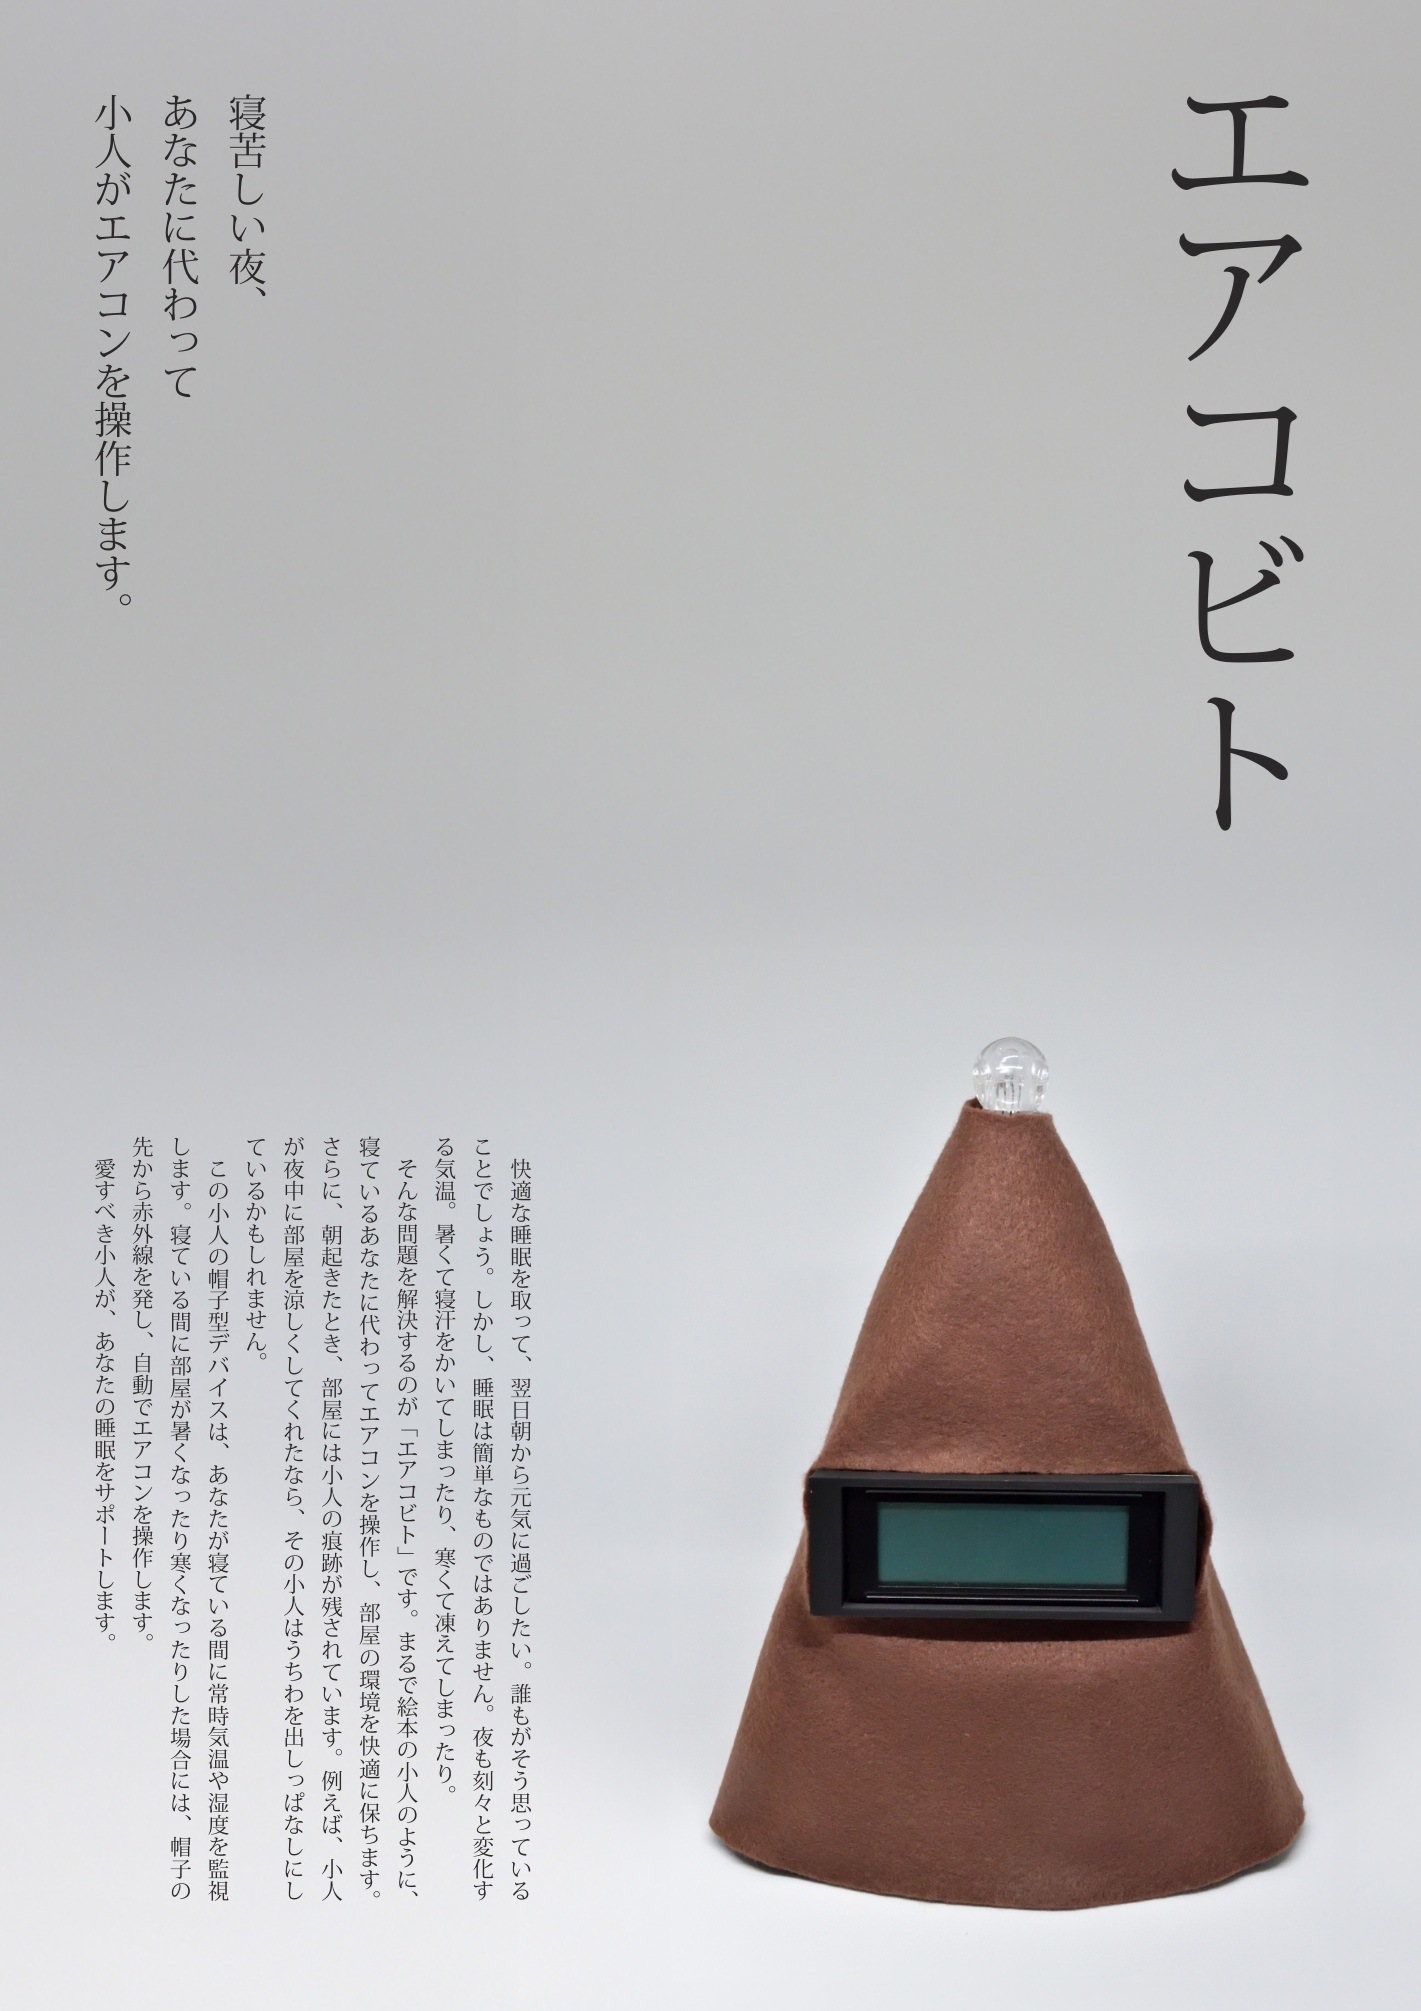 エアコビト
寝苦しい夜、
あなたに代わって
小人がエアコンを操作します。
快適な睡眠を取って、翌日朝から元気に過ごしたい。誰もがそう思っている
ことでしょう。しかし、睡眠は簡単なものではありません。夜も刻々と変化す
る気温。暑くて寝汗をかいてしまったり、寒くて凍えてしまったり。
そんな問題を解決するのが「エアコビト」です。まるで絵本の小人のように、
寝ているあなたに代わってエアコンを操作し、部屋の環境を快適に保ちます。
さらに、朝起きたとき、部屋には小人の痕跡が残されています。例えば、小人
が夜中に部屋を涼しくしてくれたなら、その小人はうちわを出しっぱなしにし
ているかもしれません。
この小人の帽子型デバイスは、あなたが寝ている間に常時気温や湿度を監視
します。寝ている間に部屋が暑くなったり寒くなったりした場合には、帽子の
先から赤外線を発し、自動でエアコンを操作します。
愛すべき小人が、あなたの睡眠をサポートします。